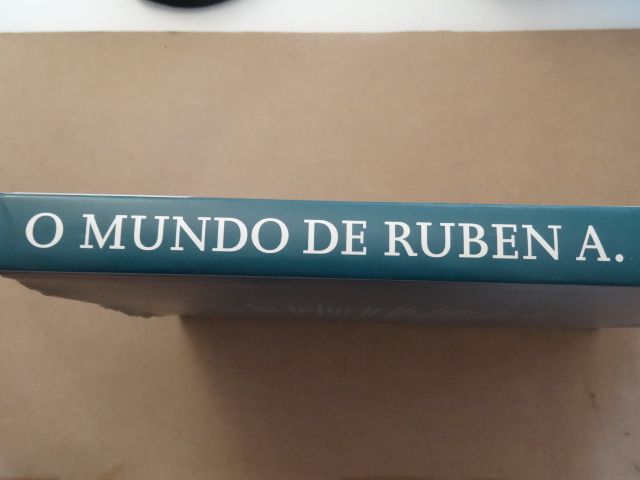 O MUNDO DE RUBEN A.